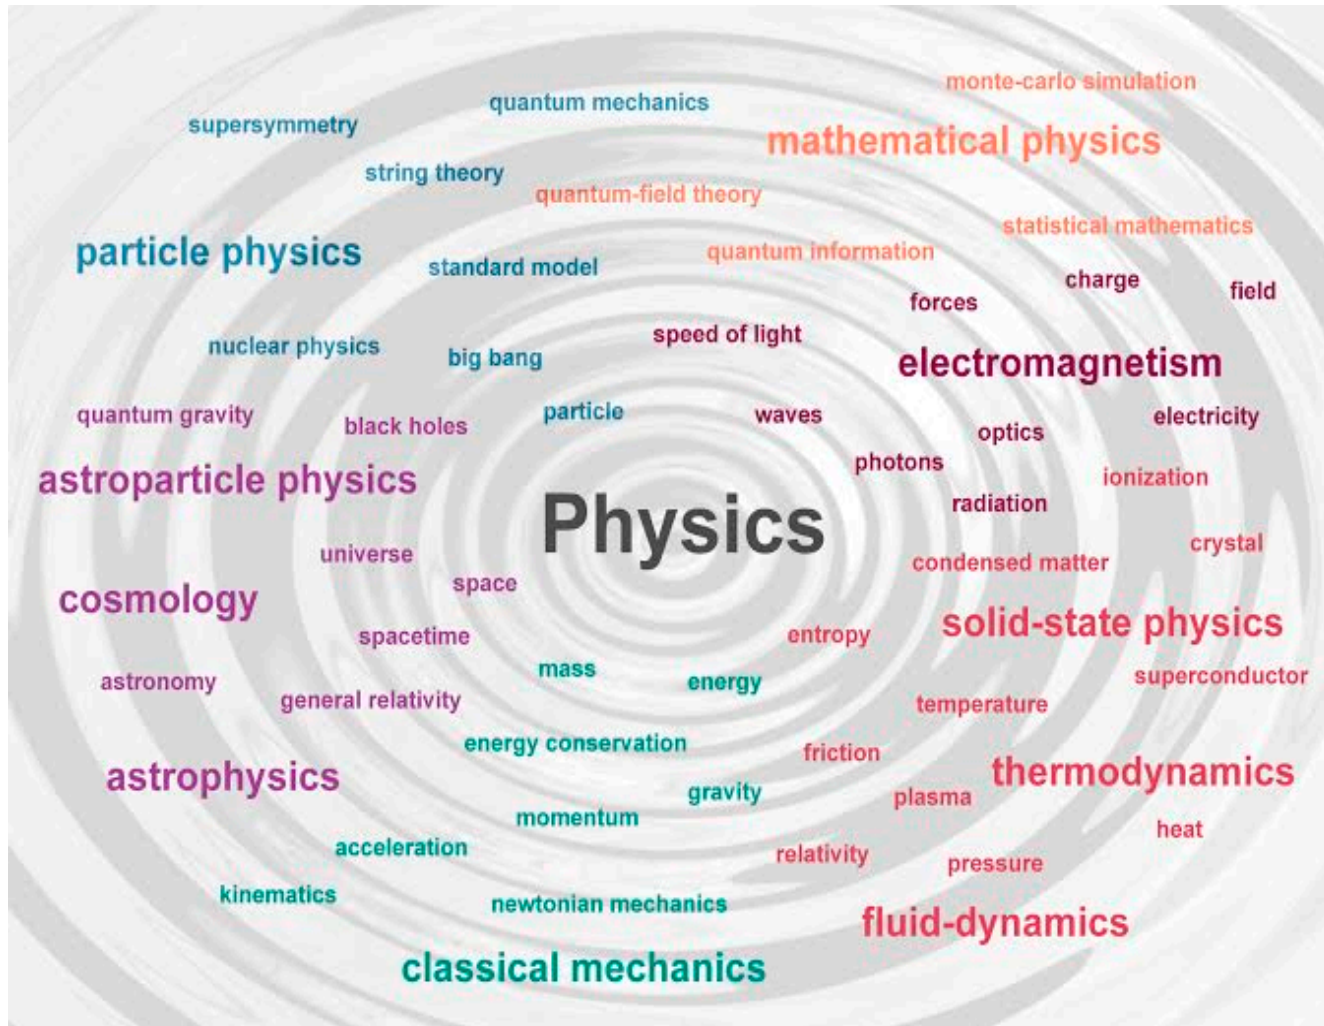 monte-carlo simulation
quantum mechanics
supersymmetry
mathematical physics
string theory
quantum-field theory
statistical mathematics
particle physics
quantum information
standard model
charge
field
forces
speed of light
nuclear physics
big bang
electromagnetism
particle
quantum gravity
waves
electricity
black holes
optics
photons
astroparticle physics
ionization
radiation
Physics
crystal
universe
condensed matter
space
cosmology
solid-state physics
entropy
spacetime
mass
superconductor
astronomy
energy
general relativity
temperature
energy conservation
friction
thermodynamics
astrophysics
gravity
plasma
momentum
heat
acceleration
relativity
pressure
kinematics
newtonian mechanics
fluid-dynamics
classical mechanics